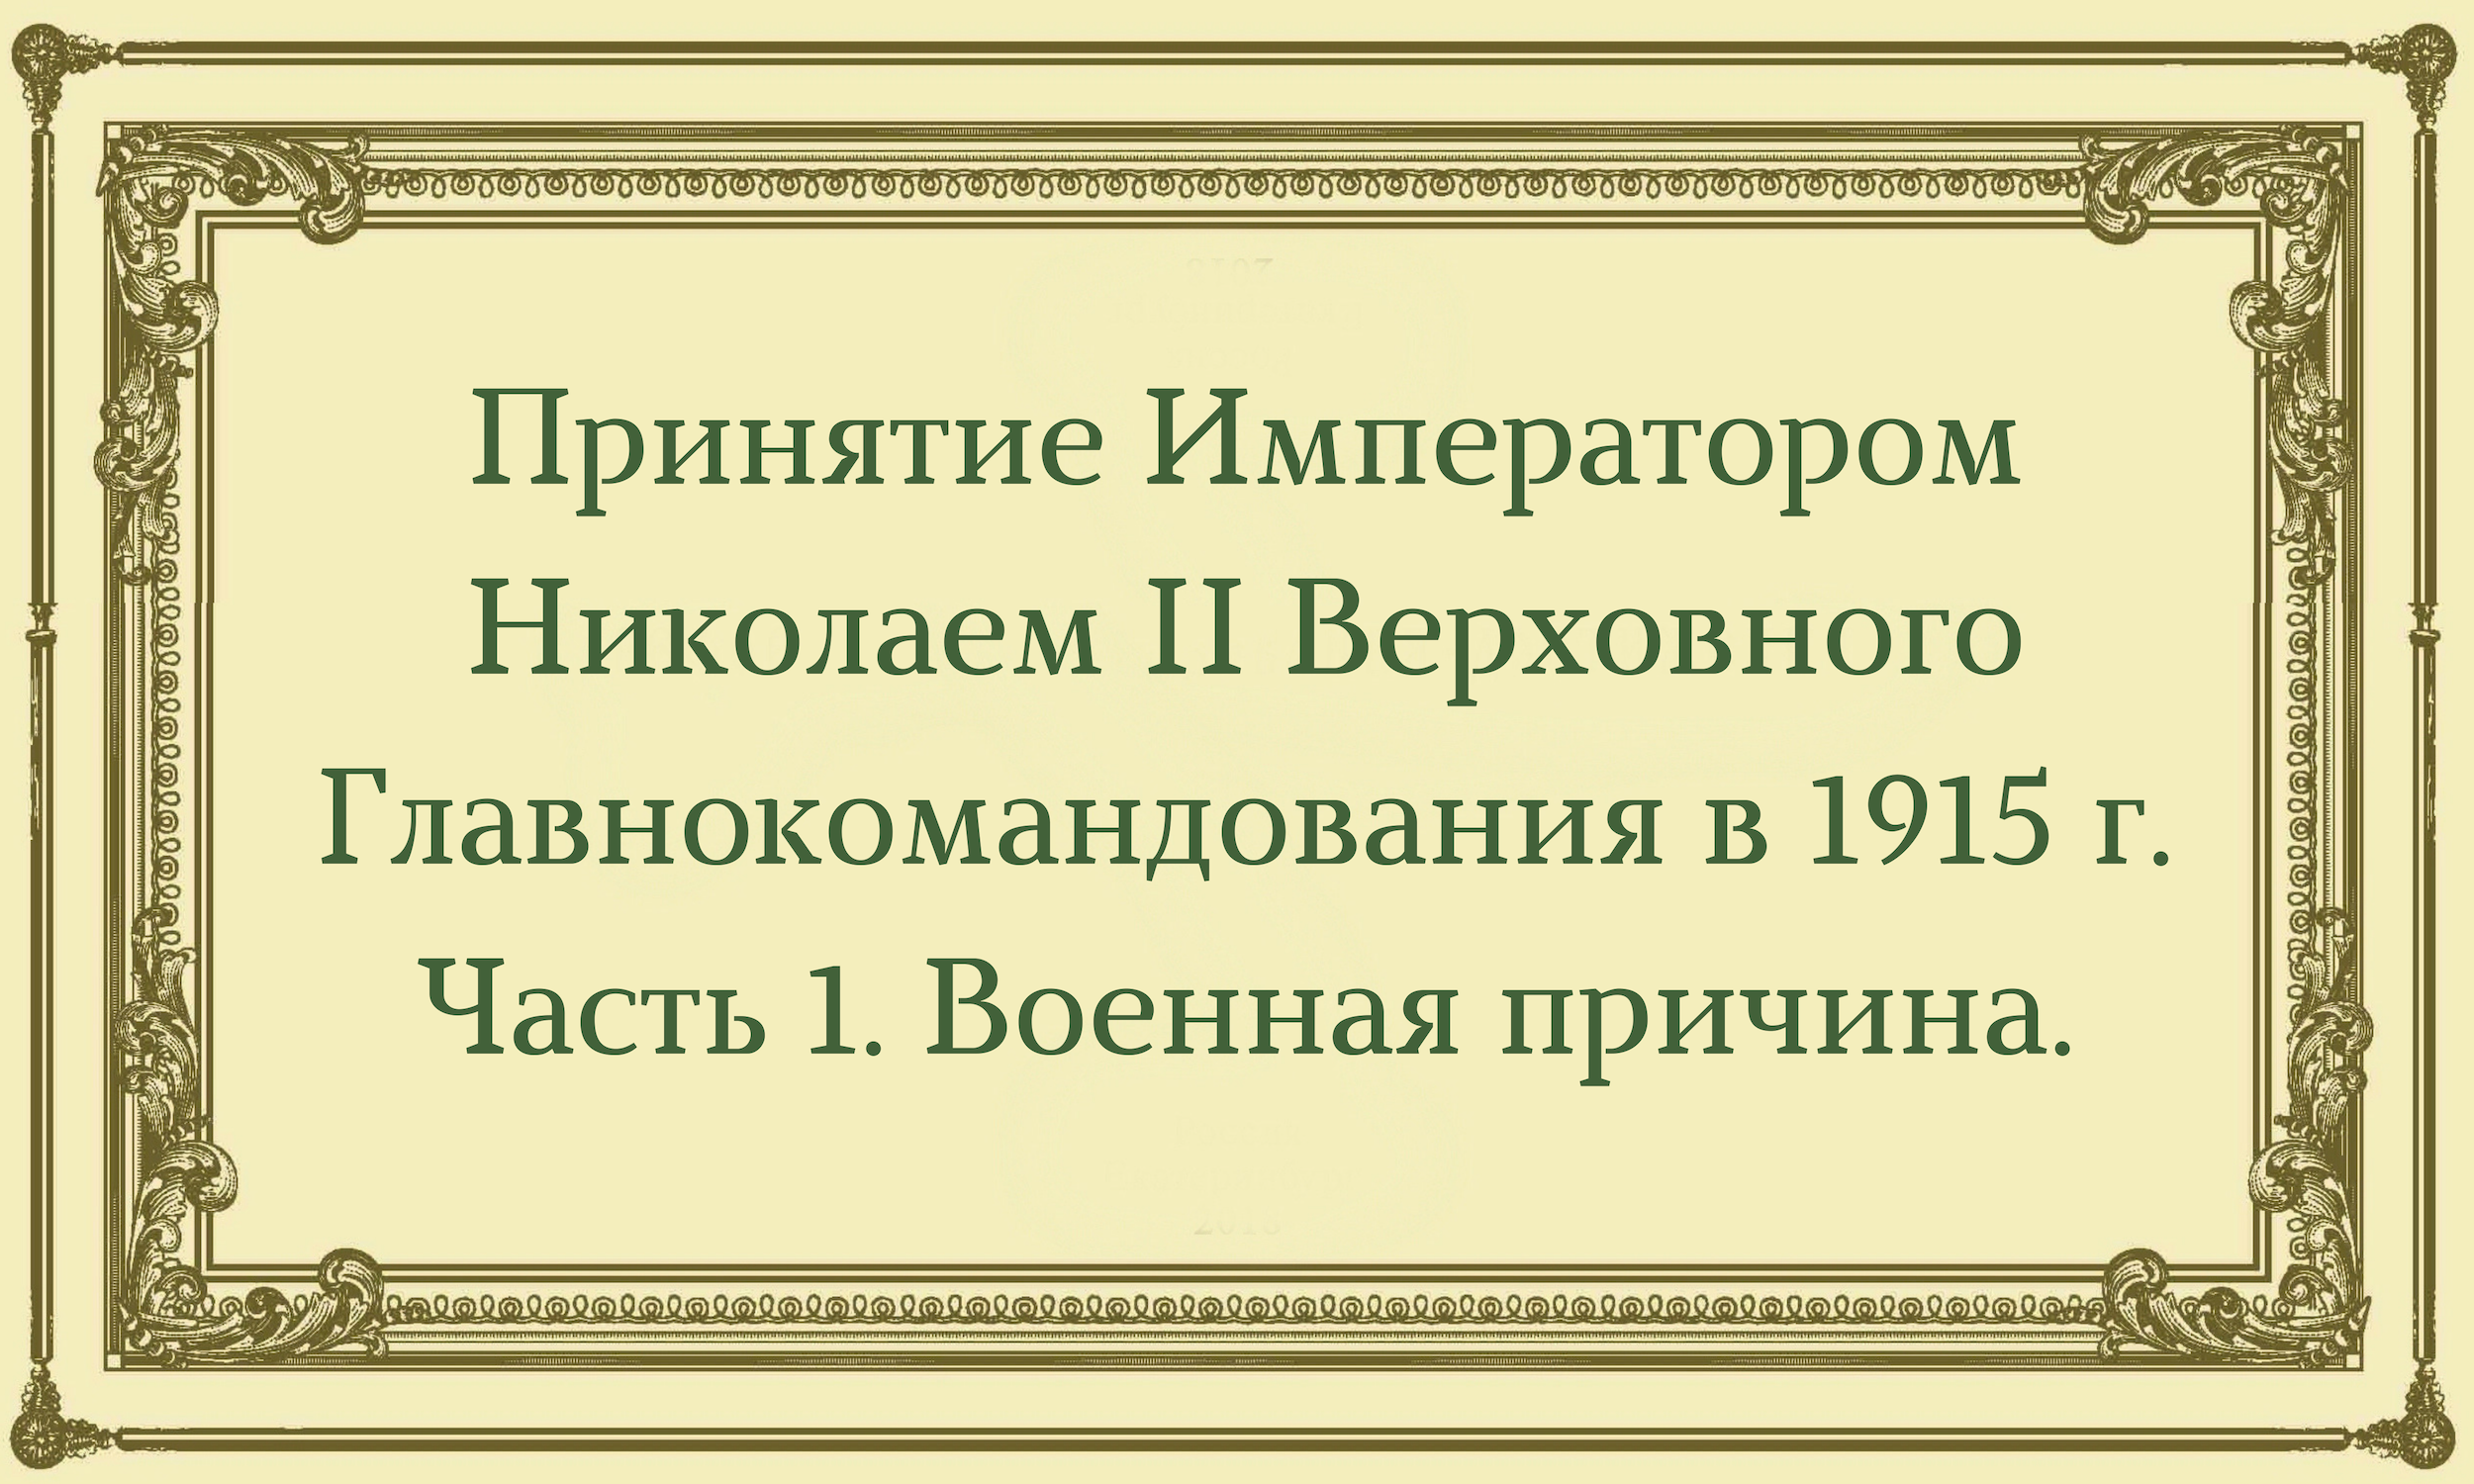 Принятие Императором
Николаем II Верховного
Главнокомандования в 1915 г.
Часть 1. Военная причина.